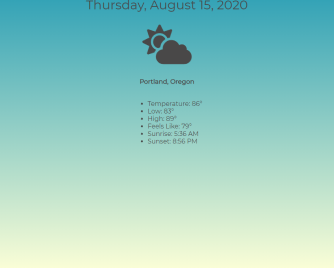 Thursday, August 15, 2020
Portland, Oregon
Temperature: 86°
Low: 83°
High: 89°
Feels Like: 79°
Sunrise: 5:36 AM
Sunset: 8:56 PM